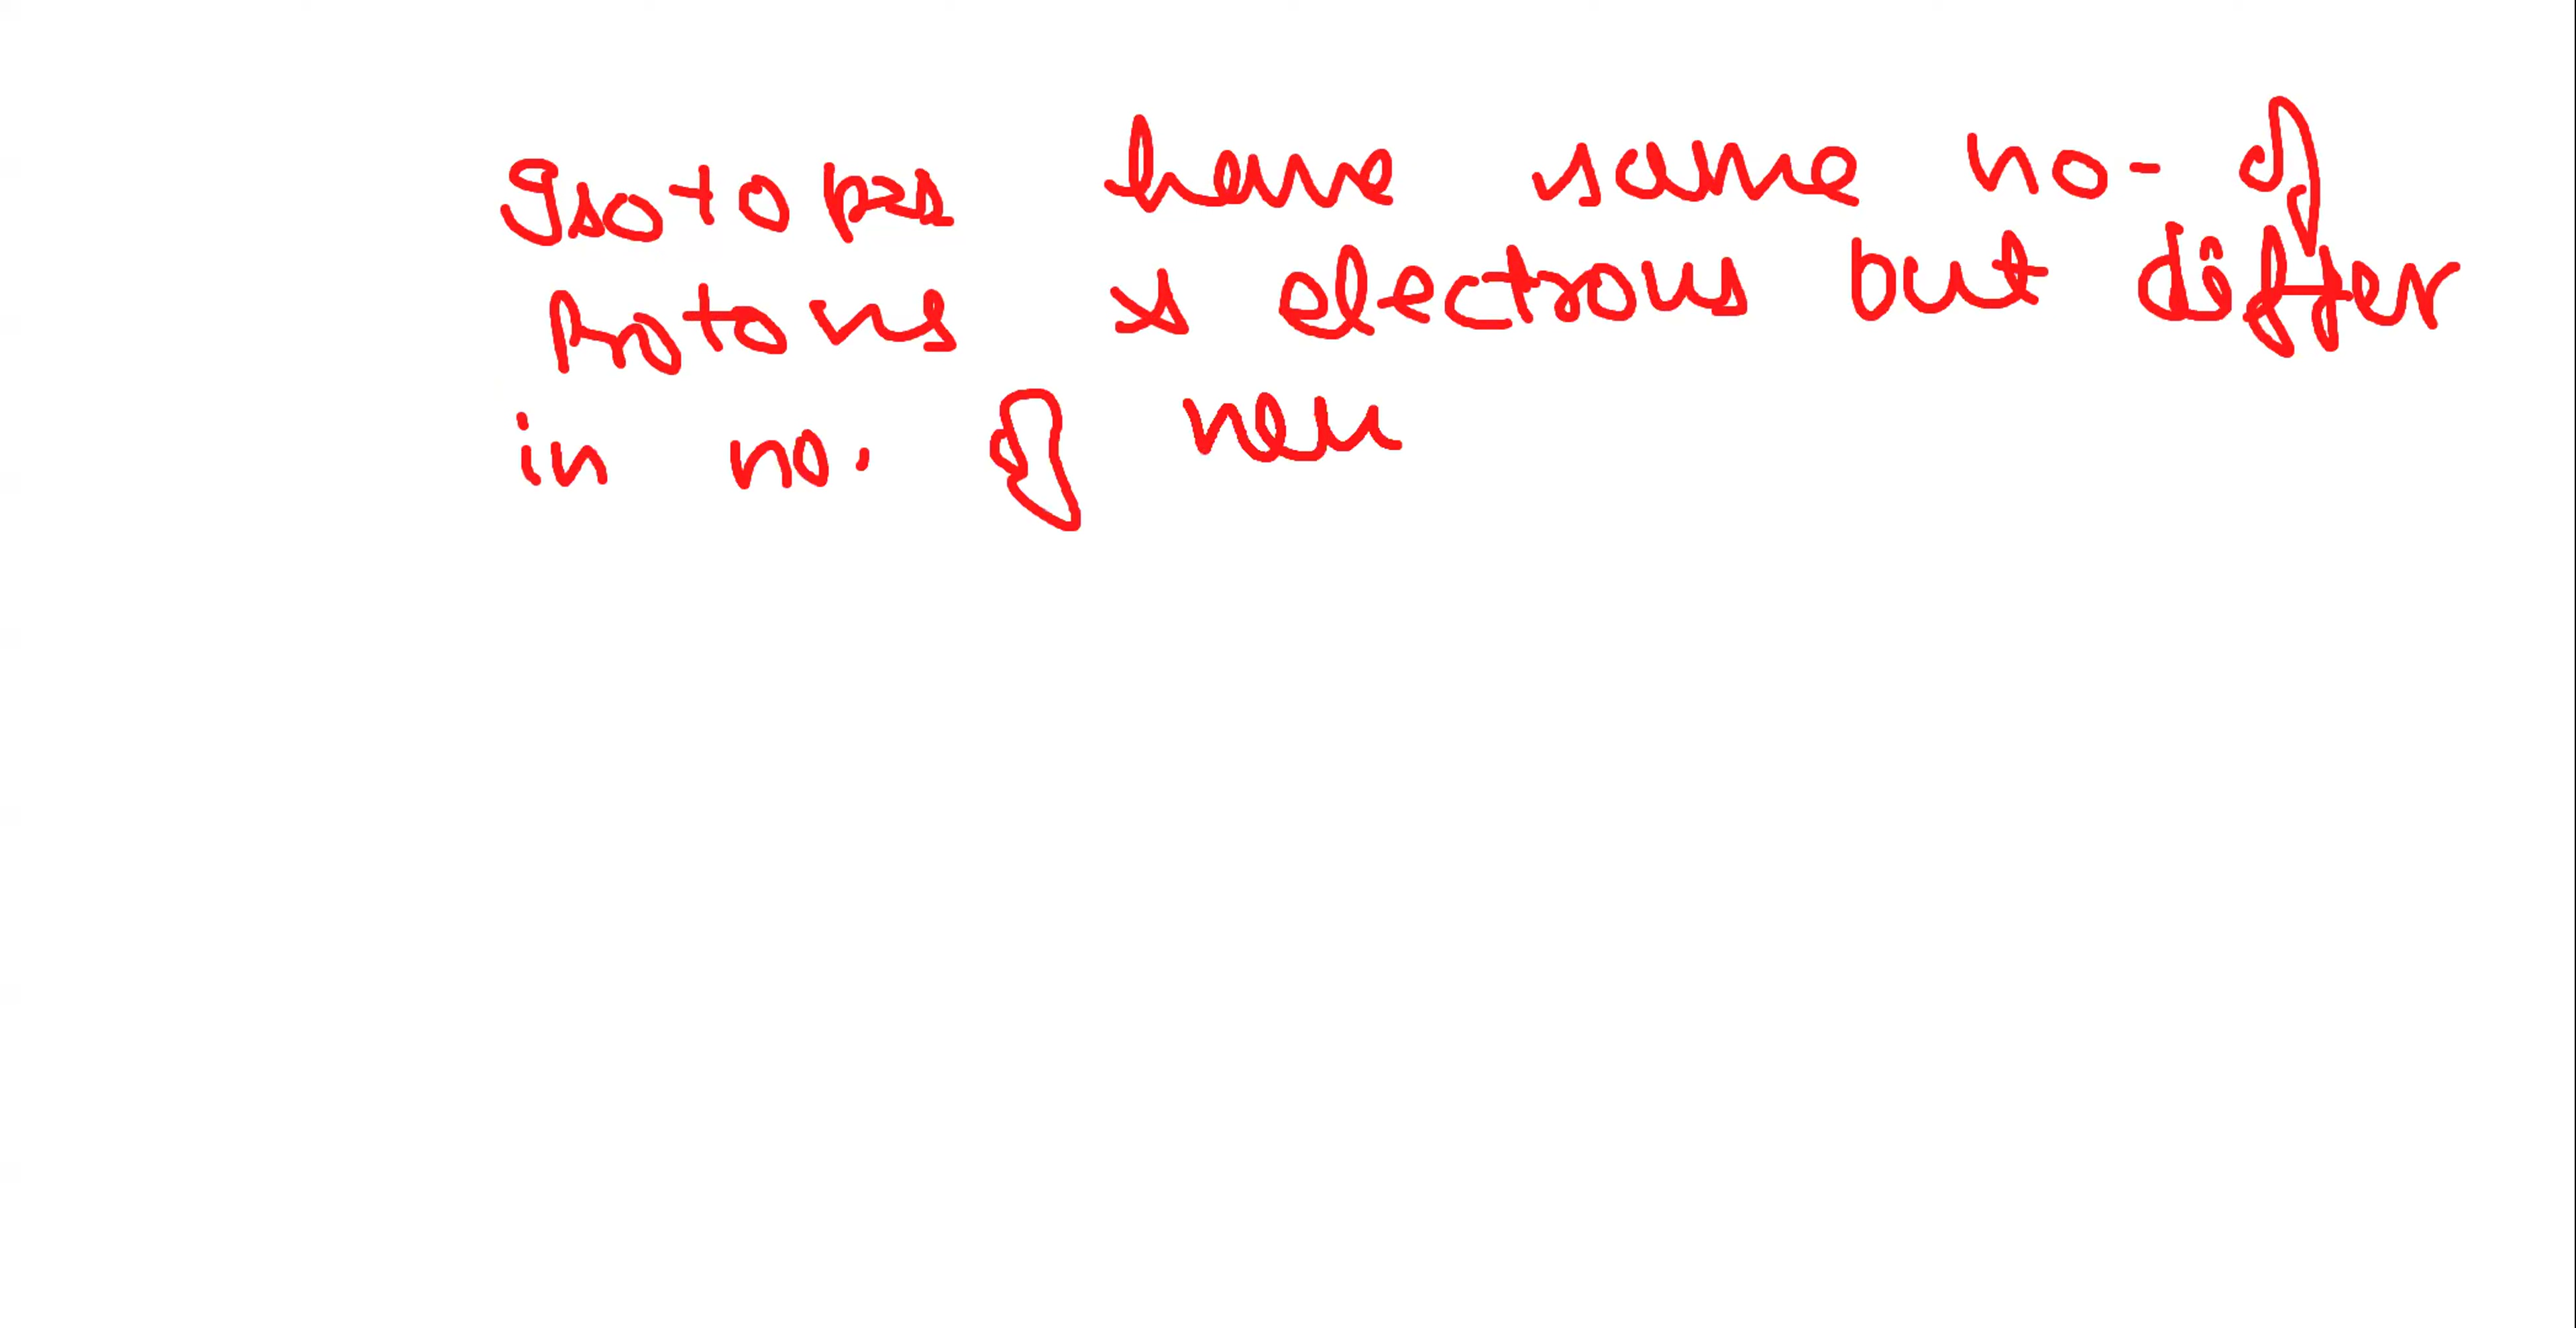 Isotopes have same no. of
Protons & electrons but differ
in no. of neu